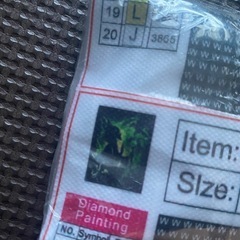 19 L
20 J 3865
Item:
Size:
Diamond
Painting
NO. Symbol